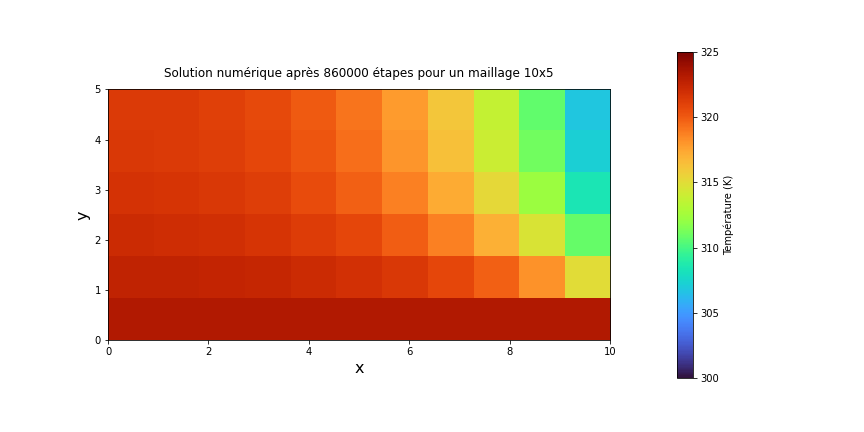 Solution numérique après 860000 étapes pour un maillage 10x5
5
4
3
2
1
0
y
0 2 4 6 8 10
x
325
320
315
310
305
300
Température (K)